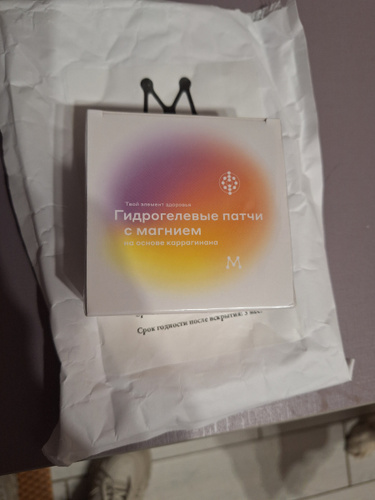 Твой элемент здоровья
Гидрогелевые патчи
с магнием
на основе каррагинана
M
Срок годности после вскрытия: